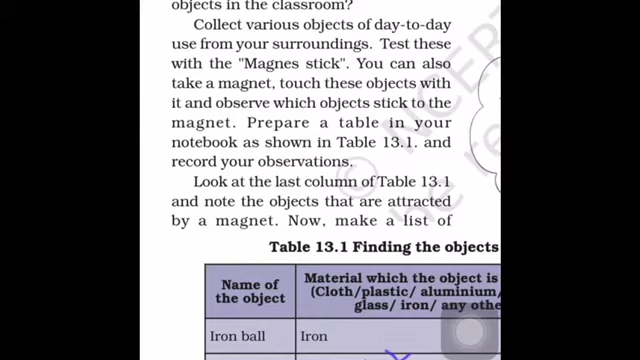 objects in the classroom?
Collect various objects of day-to-day
use from your surroundings. Test these
with the "Magnes stick". You can also
take a magnet, touch these objects with
it and observe which objects stick to the
magnet. Prepare a table in your
notebook as shown in Table 13.1. and
record your observations.
Look at the last column of Table 13.1
and note the objects that are attracted
by a magnet. Now, make a list of
Table 13.1 Finding the objects
Name of
the object
Material which the object is
(Cloth/plastic/ aluminium/
glass/ iron/ any othe
Iron ball
Iron
© NCERT
be re